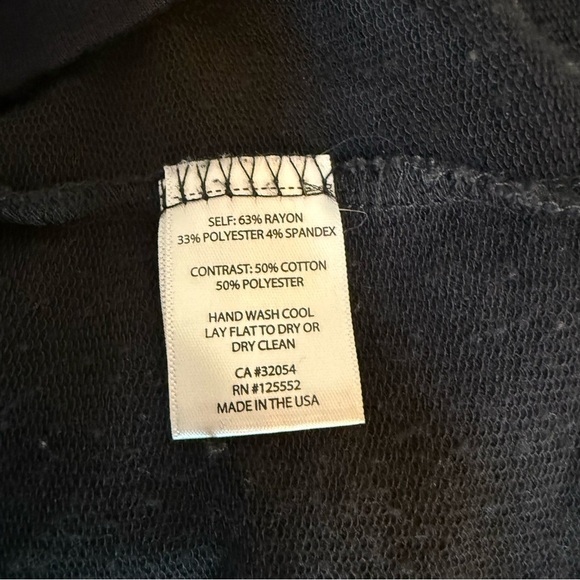 SELF: 63% RAYON
33% POLYESTER 4% SPANDEX
CONTRAST: 50% COTTON
50% POLYESTER
HAND WASH COOL
LAY FLAT TO DRY OR
DRY CLEAN
CA #32054
RN #125552
MADE IN THE USA